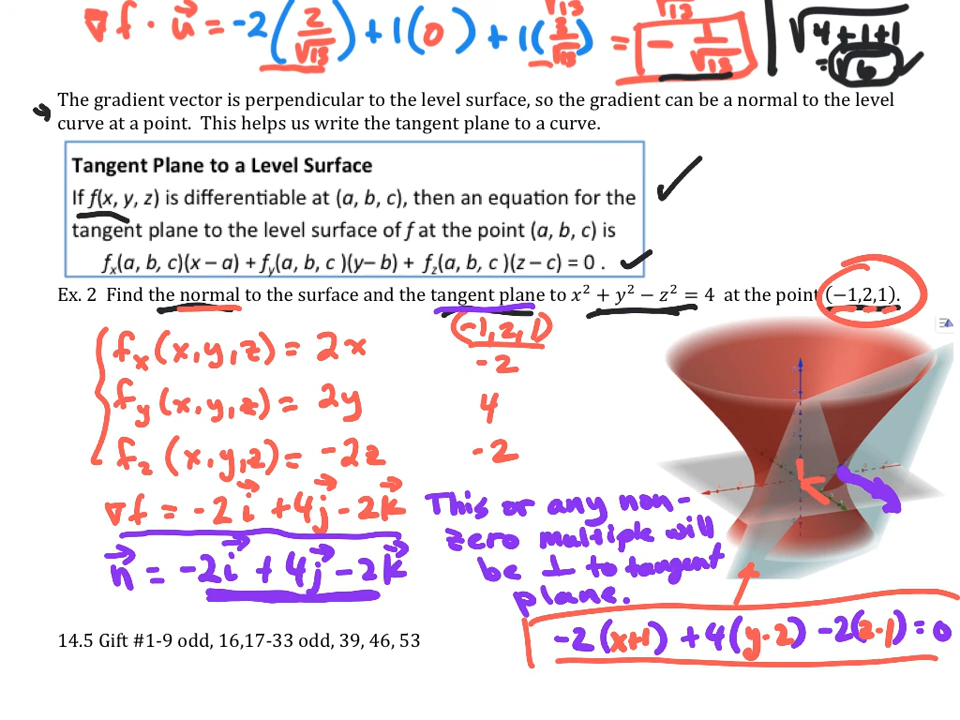 ∇f · u⃗ = -2(2/√13) + 1(0) + 1(3/√13) = -1/√13
√4+1+1
=√6
The gradient vector is perpendicular to the level surface, so the gradient can be a normal to the level
curve at a point. This helps us write the tangent plane to a curve.
Tangent Plane to a Level Surface
If f(x, y, z) is differentiable at (a, b, c), then an equation for the
tangent plane to the level surface of f at the point (a, b, c) is
fₓ(a, b, c)(x – a) + fᵧ(a, b, c )(y– b) + f_z(a, b, c )(z – c) = 0 .
Ex. 2 Find the normal to the surface and the tangent plane to x² + y² − z² = 4 at the point (−1,2,1).
fₓ(x,y,z) = 2x
(-1,2,1)
-2
fᵧ(x,y,z) = 2y
4
f_z(x,y,z) = -2z
-2
∇f = -2i⃗ + 4j⃗ - 2k⃗
n⃗ = -2i⃗ + 4j⃗ - 2k⃗
This or any non-
zero multiple will
be ⊥ to tangent
plane.
-2(x+1) + 4(y-2) -2(z-1) = 0
14.5 Gift #1-9 odd, 16,17-33 odd, 39, 46, 53